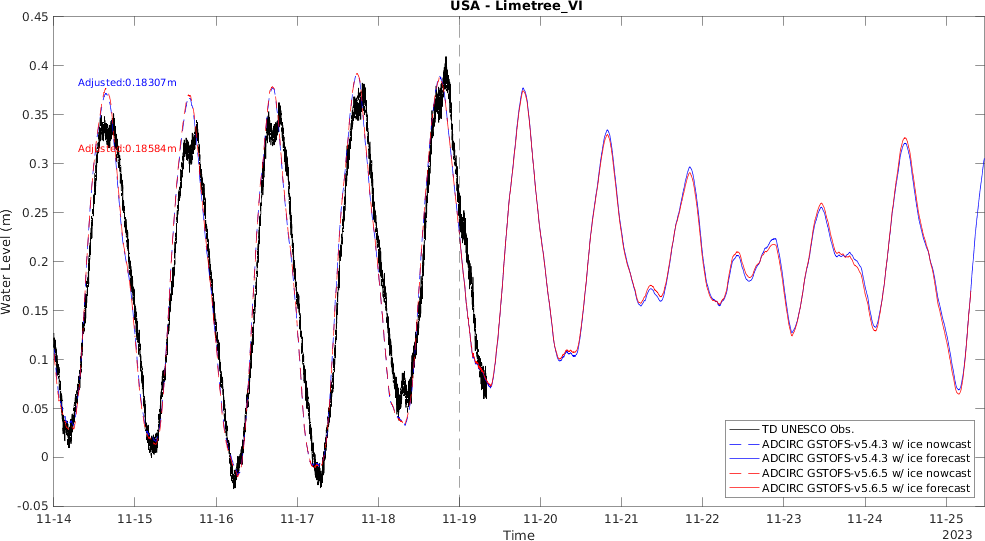 USA - Limetree_VI
0.45
0.4
0.35
0.3
0.25
0.2
0.15
0.1
0.05
0
-0.05
Water Level (m)
Adjusted:0.18307m
Adjusted:0.18584m
TD UNESCO Obs.
ADCIRC GSTOFS-v5.4.3 w/ ice nowcast
ADCIRC GSTOFS-v5.4.3 w/ ice forecast
ADCIRC GSTOFS-v5.6.5 w/ ice nowcast
ADCIRC GSTOFS-v5.6.5 w/ ice forecast
11-14 11-15 11-16 11-17 11-18 11-19 11-20 11-21 11-22 11-23 11-24 11-25
Time
2023